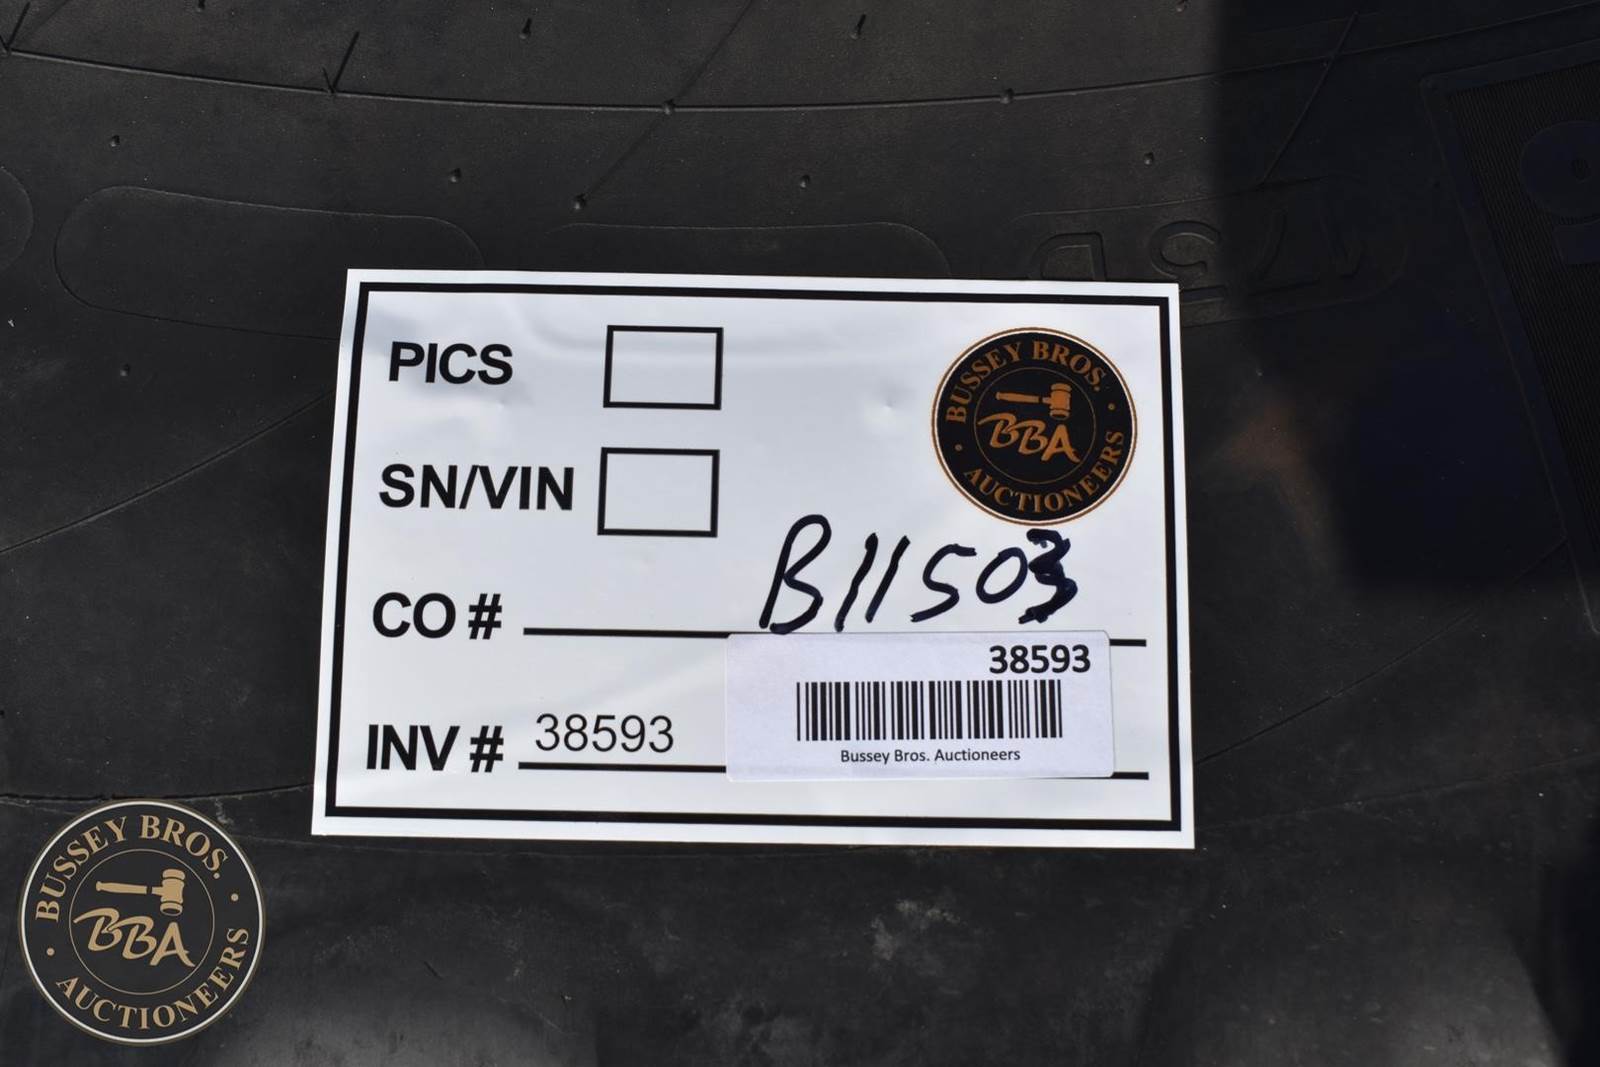 PICS
BUSSEY BROS.
BBA
AUCTIONEERS
SN/VIN
CO # B11503
38593
INV # 38593
Bussey Bros. Auctioneers
BUSSEY BROS.
BBA
AUCTIONEERS